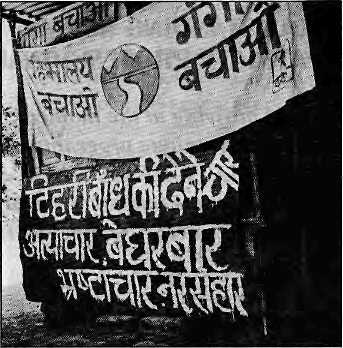 गंगा बचाओ
हिमालय
बचाओ
गंगा
बचाओ
टिहरी बाँध की देन ये चार
अत्याचार, बेघरबार
भ्रष्टाचार, नरसंहार